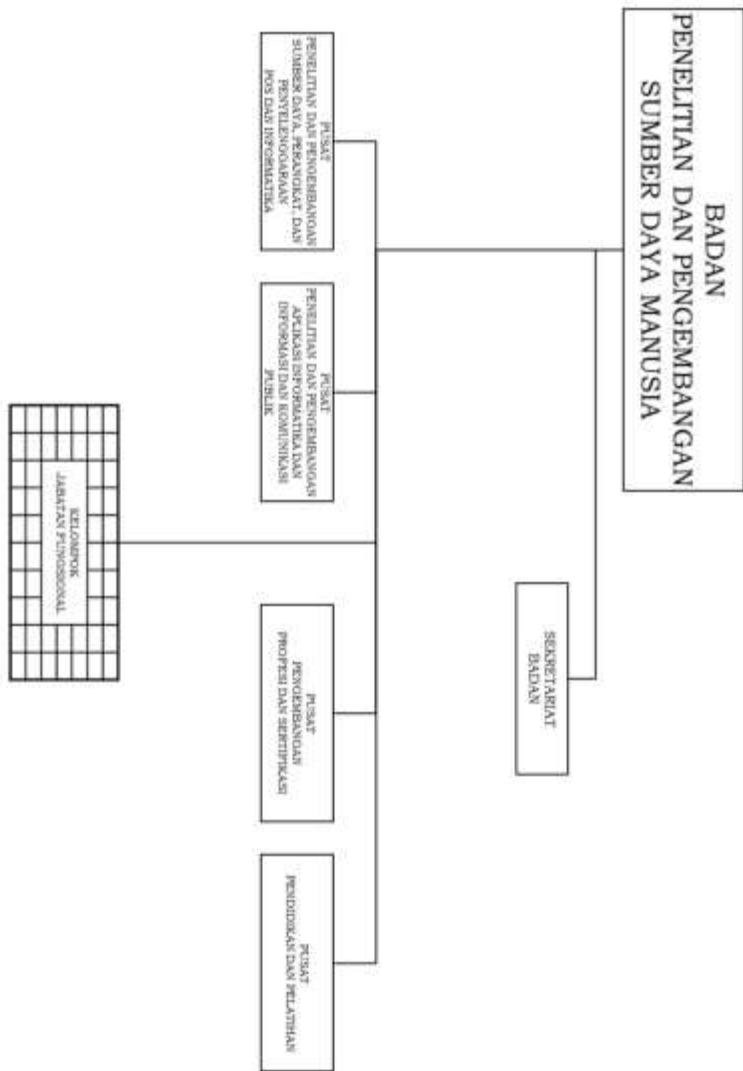 BADAN
PENELITIAN DAN PENGEMBANGAN
SUMBER DAYA MANUSIA
SEKRETARIAT
BADAN
PUSAT
PENELITIAN DAN PENGEMBANGAN
SUMBER DAYA, PERANGKAT, DAN
PENYELENGGARAAN
POS DAN INFORMATIKA
PUSAT
PENELITIAN DAN PENGEMBANGAN
APLIKASI INFORMATIKA DAN
INFORMASI DAN KOMUNIKASI
PUBLIK
PUSAT
PENGEMBANGAN
PROFESI DAN SERTIFIKASI
PUSAT
PENDIDIKAN DAN PELATIHAN
KELOMPOK
JABATAN FUNGSIONAL